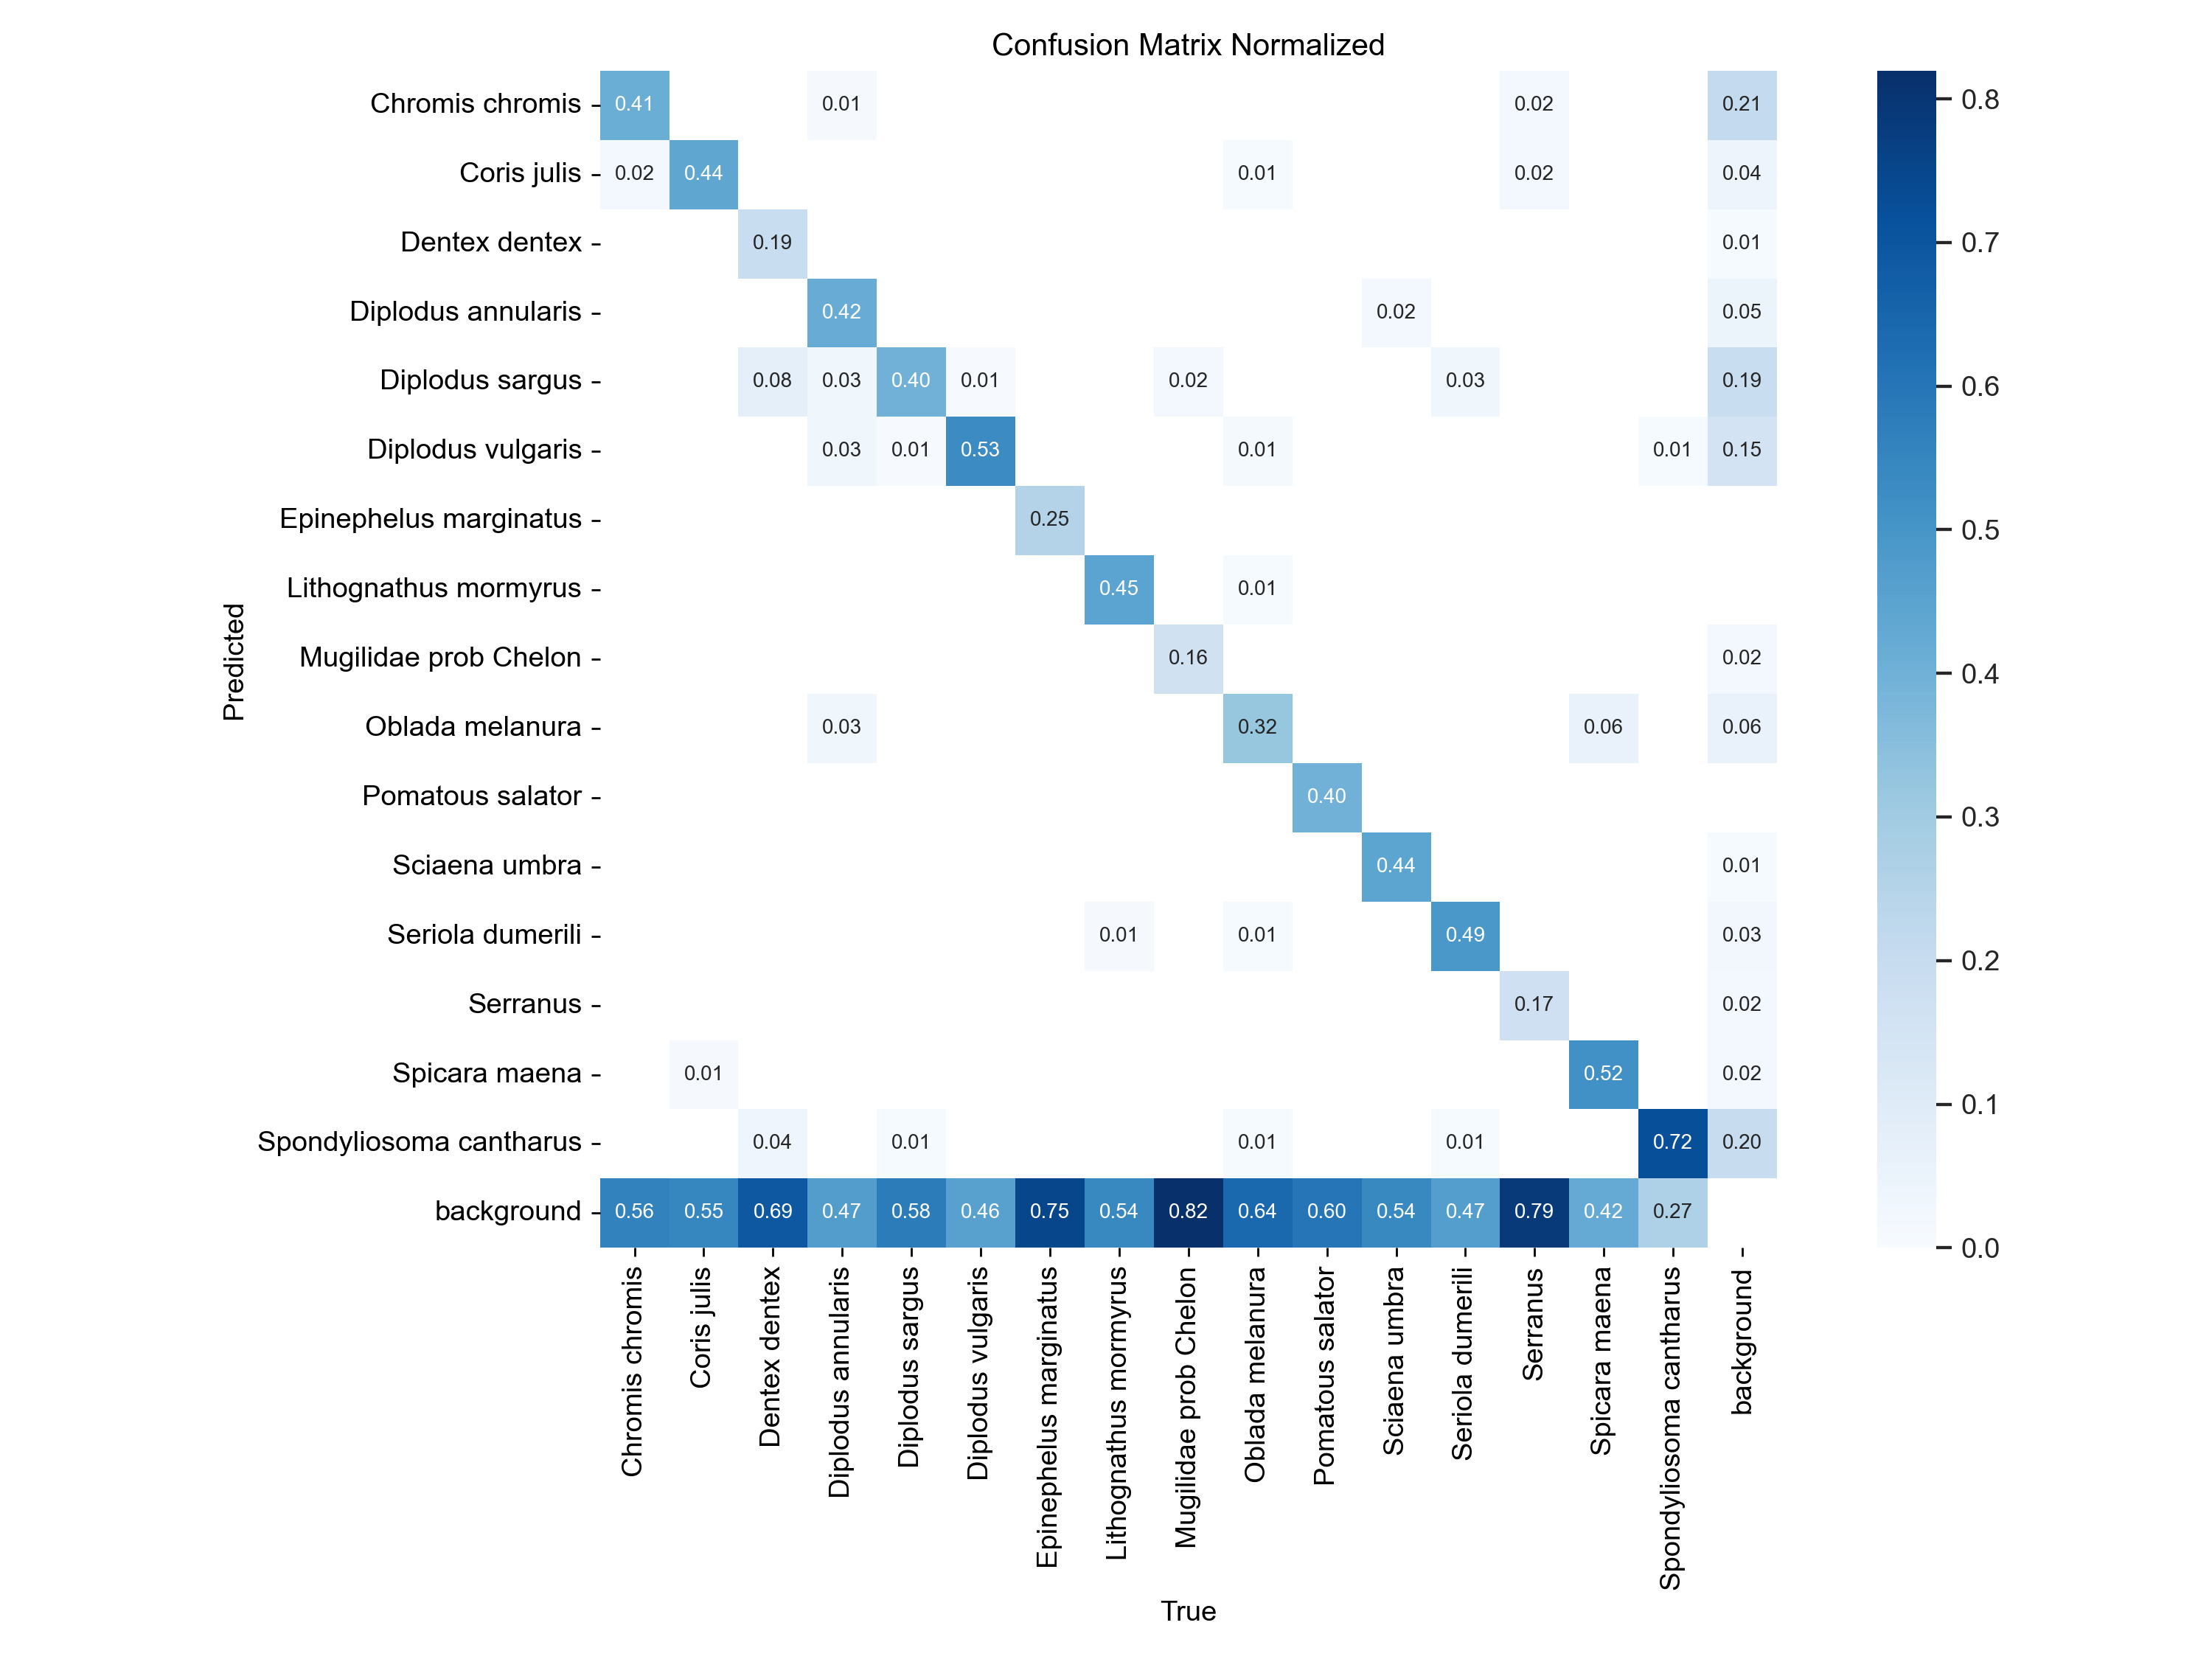 Confusion Matrix Normalized
Chromis chromis 0.41 0.01 0.02 0.21
Coris julis 0.02 0.44 0.01 0.02 0.04
Dentex dentex 0.19 0.01
Diplodus annularis 0.42 0.02 0.05
Diplodus sargus 0.08 0.03 0.40 0.01 0.02 0.03 0.19
Diplodus vulgaris 0.03 0.01 0.53 0.01 0.01 0.15
Epinephelus marginatus 0.25
Lithognathus mormyrus 0.45 0.01
Mugilidae prob Chelon 0.16 0.02
Oblada melanura 0.03 0.32 0.06 0.06
Pomatous salator 0.40
Sciaena umbra 0.44 0.01
Seriola dumerili 0.01 0.01 0.49 0.03
Serranus 0.17 0.02
Spicara maena 0.01 0.52 0.02
Spondyliosoma cantharus 0.04 0.01 0.01 0.01 0.72 0.20
background 0.56 0.55 0.69 0.47 0.58 0.46 0.75 0.54 0.82 0.64 0.60 0.54 0.47 0.79 0.42 0.27
Predicted
Chromis chromis
Coris julis
Dentex dentex
Diplodus annularis
Diplodus sargus
Diplodus vulgaris
Epinephelus marginatus
Lithognathus mormyrus
Mugilidae prob Chelon
Oblada melanura
Pomatous salator
Sciaena umbra
Seriola dumerili
Serranus
Spicara maena
Spondyliosoma cantharus
background
True
0.8
0.7
0.6
0.5
0.4
0.3
0.2
0.1
0.0